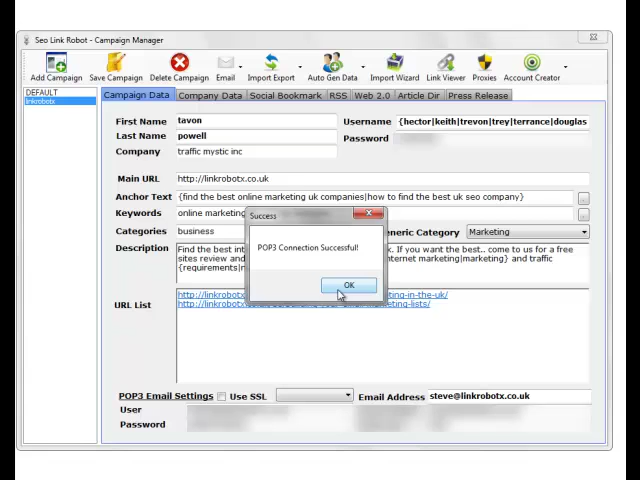 Seo Link Robot - Campaign Manager
Add Campaign Save Campaign Delete Campaign Email Import Export Auto Gen Data Import Wizard Link Viewer Proxies Account Creator
DEFAULT
linkrobotx
Campaign Data Company Data Social Bookmark RSS Web 2.0 Article Dir Press Release
First Name tavon Username {hector|keith|trevon|trey|terrance|douglas
Last Name powell Password
Company traffic mystic inc
Main URL http://linkrobotx.co.uk
Anchor Text {find the best online marketing uk companies|how to find the best uk seo company}
Keywords online marketing
Success
Categories business eneric Category Marketing
POP3 Connection Successful!
Description Find the best int k. If you want the best.. come to us for a free
sites review and ternet marketing|marketing} and traffic
{requirements|n
OK
URL List http://linkrobotx ting-in-the-uk/
http://linkrobotx marketing-lists/
POP3 Email Settings Use SSL Email Address steve@linkrobotx.co.uk
User
Password